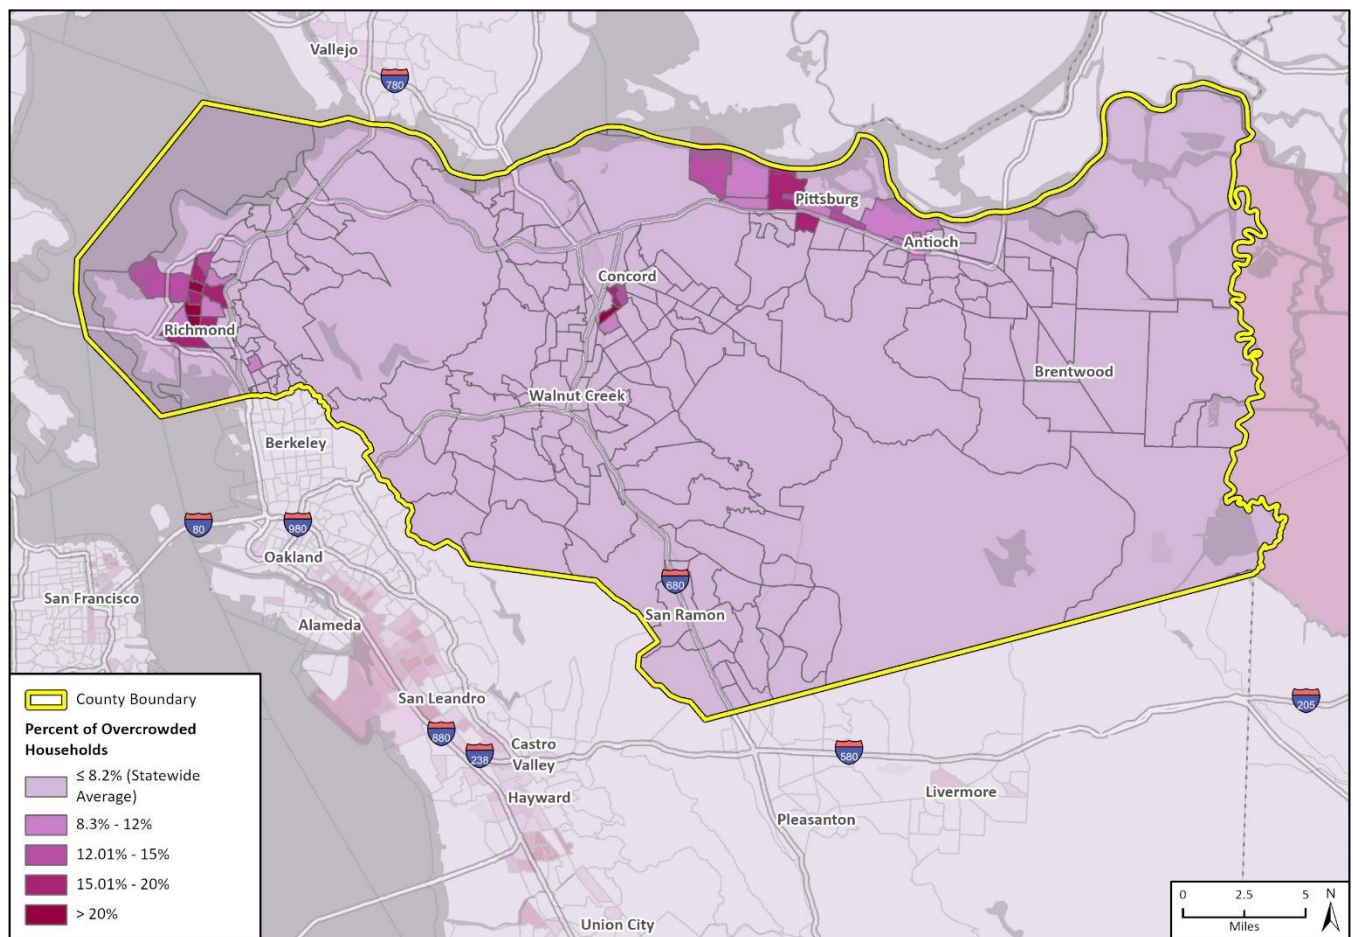 Vallejo
780
Pittsburg
Antioch
Concord
Richmond
Brentwood
Walnut Creek
Berkeley
80
980
Oakland
680
San Francisco
San Ramon
Alameda
San Leandro
205
880
238
Castro
Valley
580
Livermore
Hayward
Pleasanton
Union City
County Boundary
Percent of Overcrowded
Households
≤ 8.2% (Statewide
Average)
8.3% - 12%
12.01% - 15%
15.01% - 20%
> 20%
0 2.5 5
Miles
N